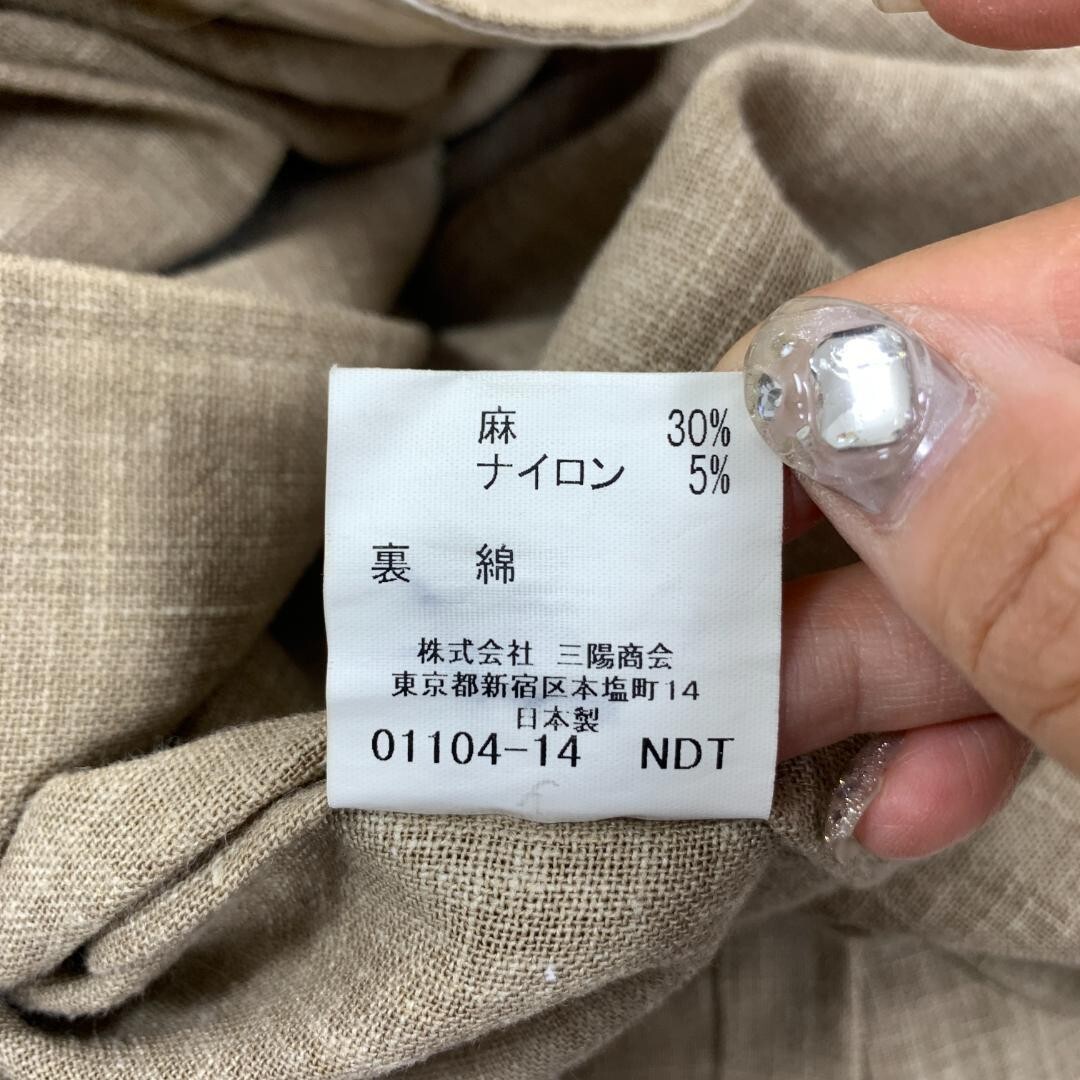 麻 30%
ナイロン 5%
裏 綿
株式会社 三陽商会
東京都新宿区本塩町14
日本製
01104-14 NDT